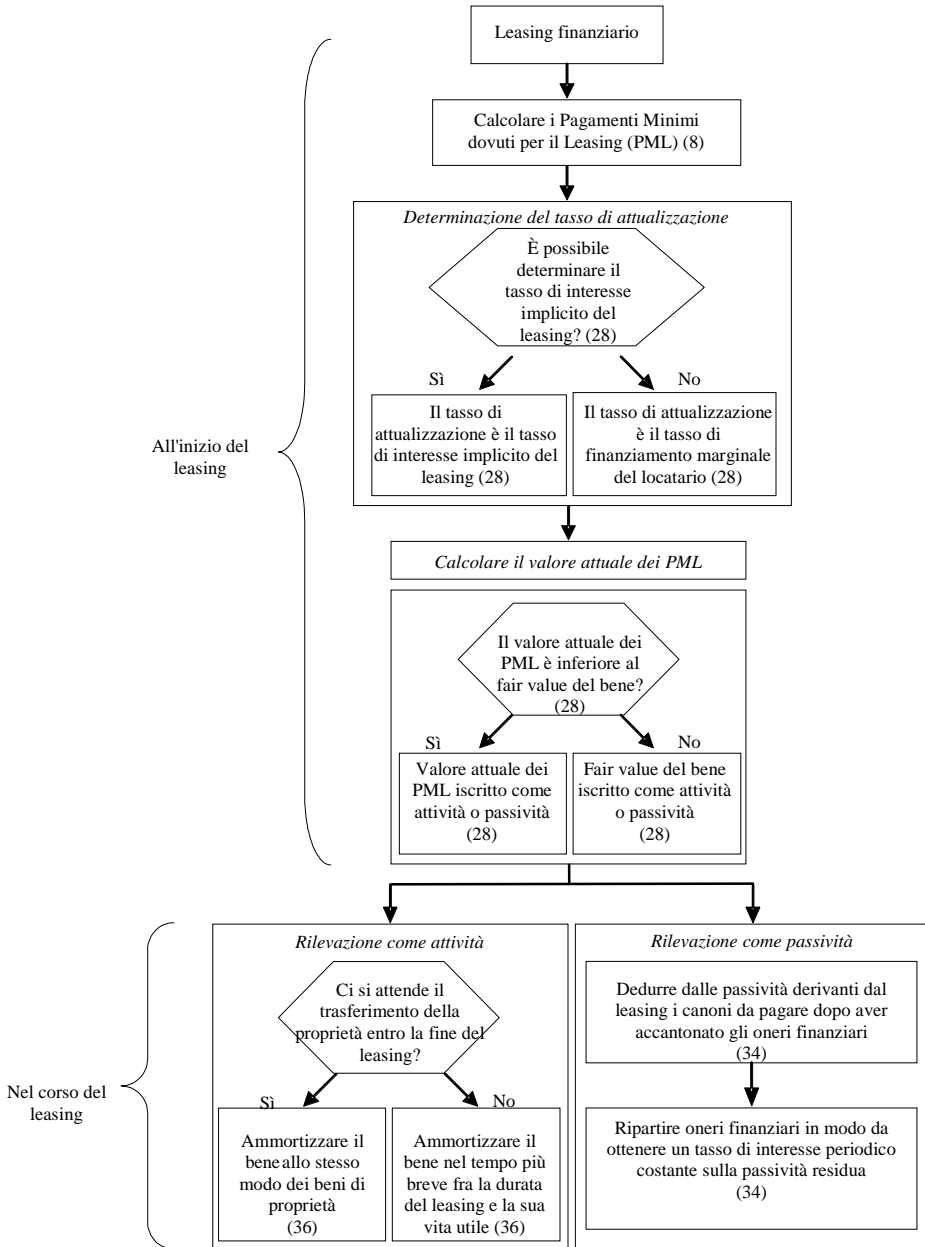 Leasing finanziario
Calcolare i Pagamenti Minimi
dovuti per il Leasing (PML) (8)
Determinazione del tasso di attualizzazione
È possibile
determinare il
tasso di interesse
implicito del
leasing? (28)
Sì
No
Il tasso di
attualizzazione è il tasso
di interesse implicito del
leasing (28)
Il tasso di attualizzazione
è il tasso di
finanziamento marginale
del locatario (28)
All'inizio del
leasing
Calcolare il valore attuale dei PML
Il valore attuale dei
PML è inferiore al
fair value del bene?
(28)
Sì
No
Valore attuale dei
PML iscritto come
attività o passività
(28)
Fair value del bene
iscritto come attività
o passività
(28)
Rilevazione come attività
Ci si attende il
trasferimento della
proprietà entro la fine del
leasing?
Sì
No
Ammortizzare il
bene allo stesso
modo dei beni di
proprietà
(36)
Ammortizzare il
bene nel tempo più
breve fra la durata
del leasing e la sua
vita utile (36)
Rilevazione come passività
Dedurre dalle passività derivanti dal
leasing i canoni da pagare dopo aver
accantonato gli oneri finanziari
(34)
Ripartire oneri finanziari in modo da
ottenere un tasso di interesse periodico
costante sulla passività residua
(34)
Nel corso del
leasing